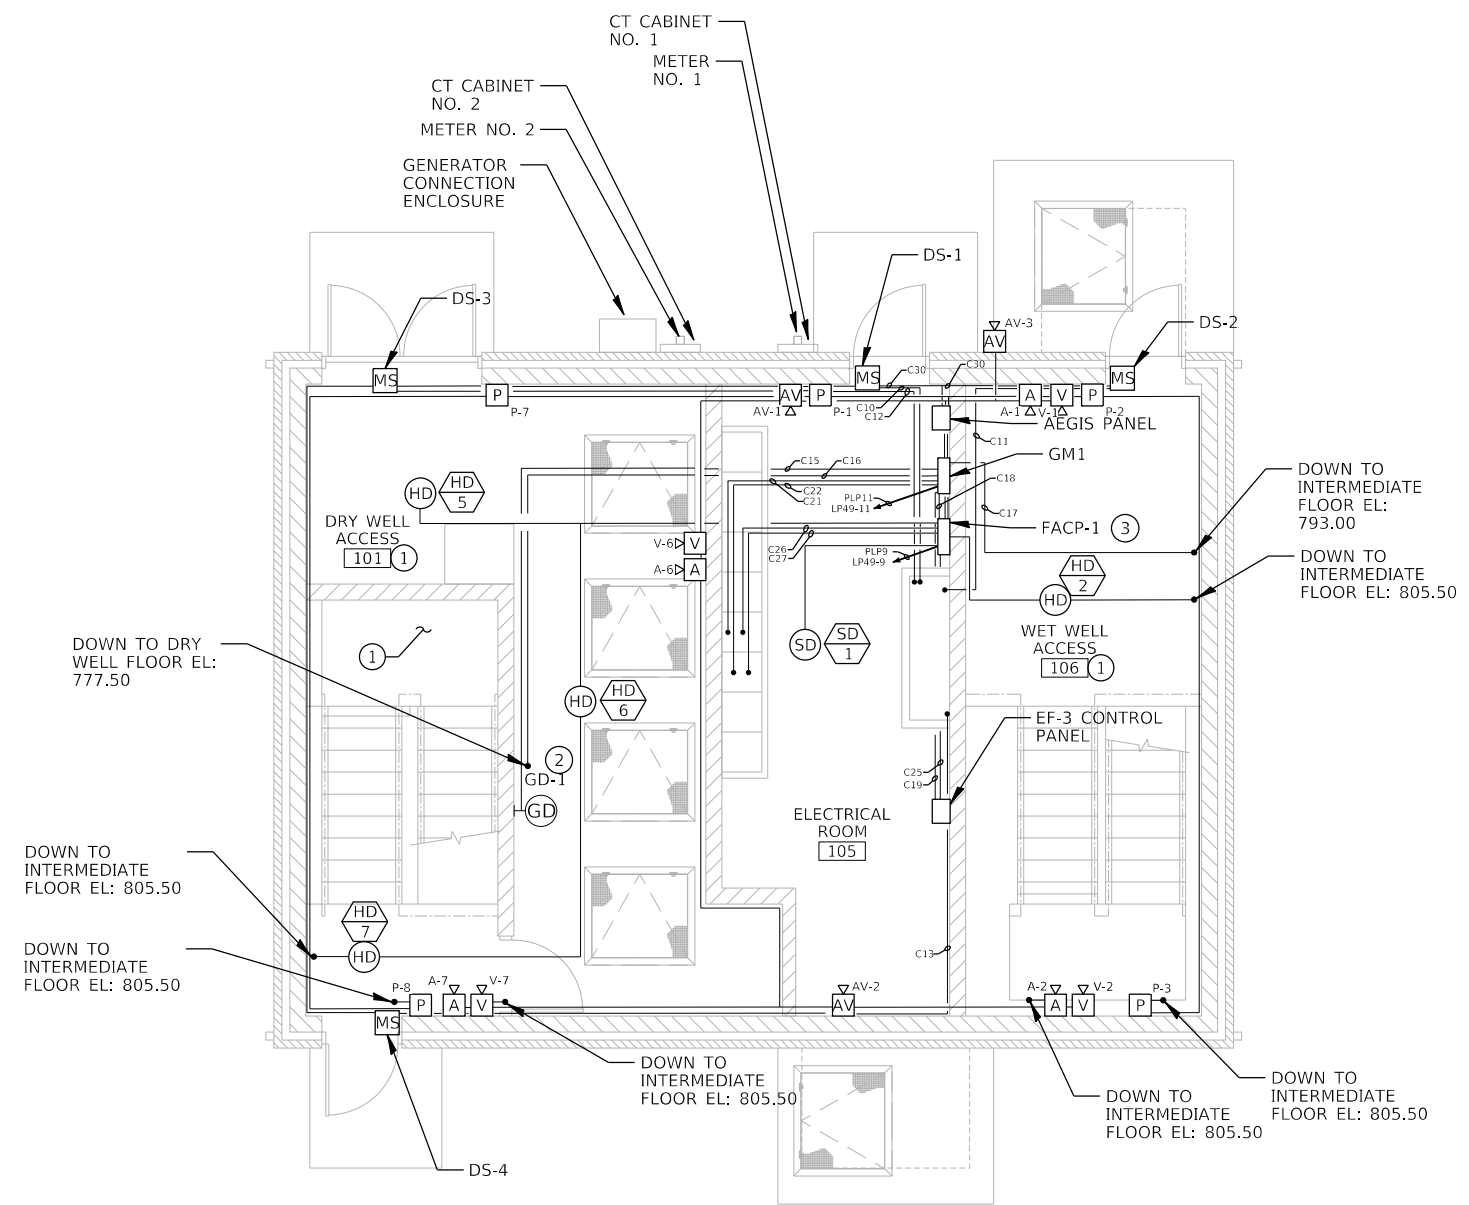 CT CABINET
NO. 1
METER
NO. 1
CT CABINET
NO. 2
METER NO. 2
GENERATOR
CONNECTION
ENCLOSURE
DS-1
DS-3
AV-3
DS-2
AV
MS
MS
MS
C30
C30
P
P-7
AV
AV-1
P
P-1
C10
C12
A
A-1
V
V-1
P
P-2
AEGIS PANEL
C11
GM1
C15
C16
C18
C22
C21
PLP11
LP49-11
C17
DOWN TO
INTERMEDIATE
FLOOR EL:
793.00
HD
HD
5
DRY WELL
ACCESS
101
1
V-6
V
A-6
A
C26
C27
PLP9
LP49-9
FACP-1
3
DOWN TO
INTERMEDIATE
FLOOR EL: 805.50
HD
2
HD
SD
SD
1
WET WELL
ACCESS
106
1
DOWN TO DRY
WELL FLOOR EL:
777.50
1
HD
HD
6
EF-3 CONTROL
PANEL
2
GD-1
GD
C25
C19
ELECTRICAL
ROOM
105
DOWN TO
INTERMEDIATE
FLOOR EL: 805.50
HD
7
HD
DOWN TO
INTERMEDIATE
FLOOR EL: 805.50
C13
P-8
P
A-7
A
V-7
V
AV-2
AV
A-2
A
V-2
V
P-3
P
MS
DOWN TO
INTERMEDIATE
FLOOR EL: 805.50
DOWN TO
INTERMEDIATE
FLOOR EL: 805.50
DOWN TO
INTERMEDIATE
FLOOR EL: 805.50
DS-4